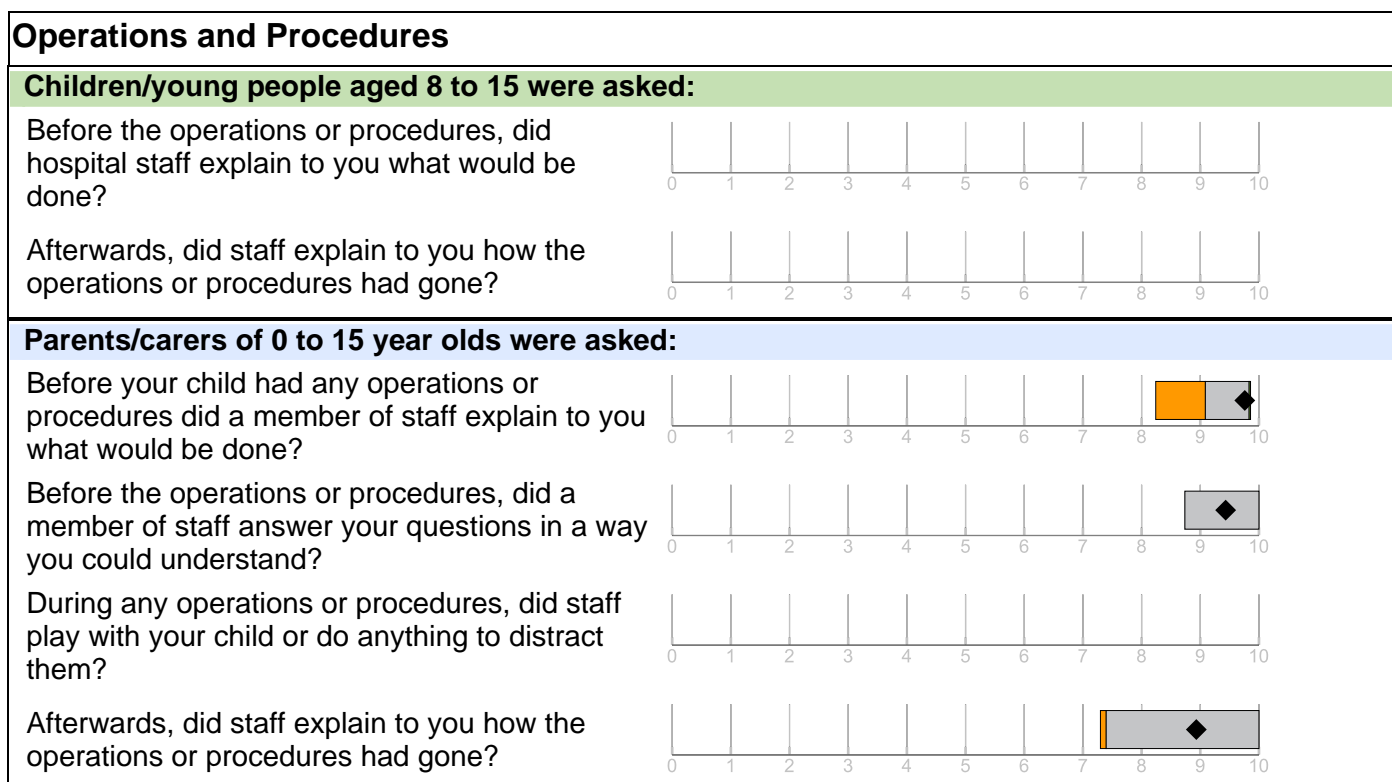 Operations and Procedures
Children/young people aged 8 to 15 were asked:
Before the operations or procedures, did
hospital staff explain to you what would be
done?
0 1 2 3 4 5 6 7 8 9 10
Afterwards, did staff explain to you how the
operations or procedures had gone?
0 1 2 3 4 5 6 7 8 9 10
Parents/carers of 0 to 15 year olds were asked:
Before your child had any operations or
procedures did a member of staff explain to you
what would be done?
0 1 2 3 4 5 6 7 8 9 10
Before the operations or procedures, did a
member of staff answer your questions in a way
you could understand?
0 1 2 3 4 5 6 7 8 9 10
During any operations or procedures, did staff
play with your child or do anything to distract
them?
0 1 2 3 4 5 6 7 8 9 10
Afterwards, did staff explain to you how the
operations or procedures had gone?
0 1 2 3 4 5 6 7 8 9 10